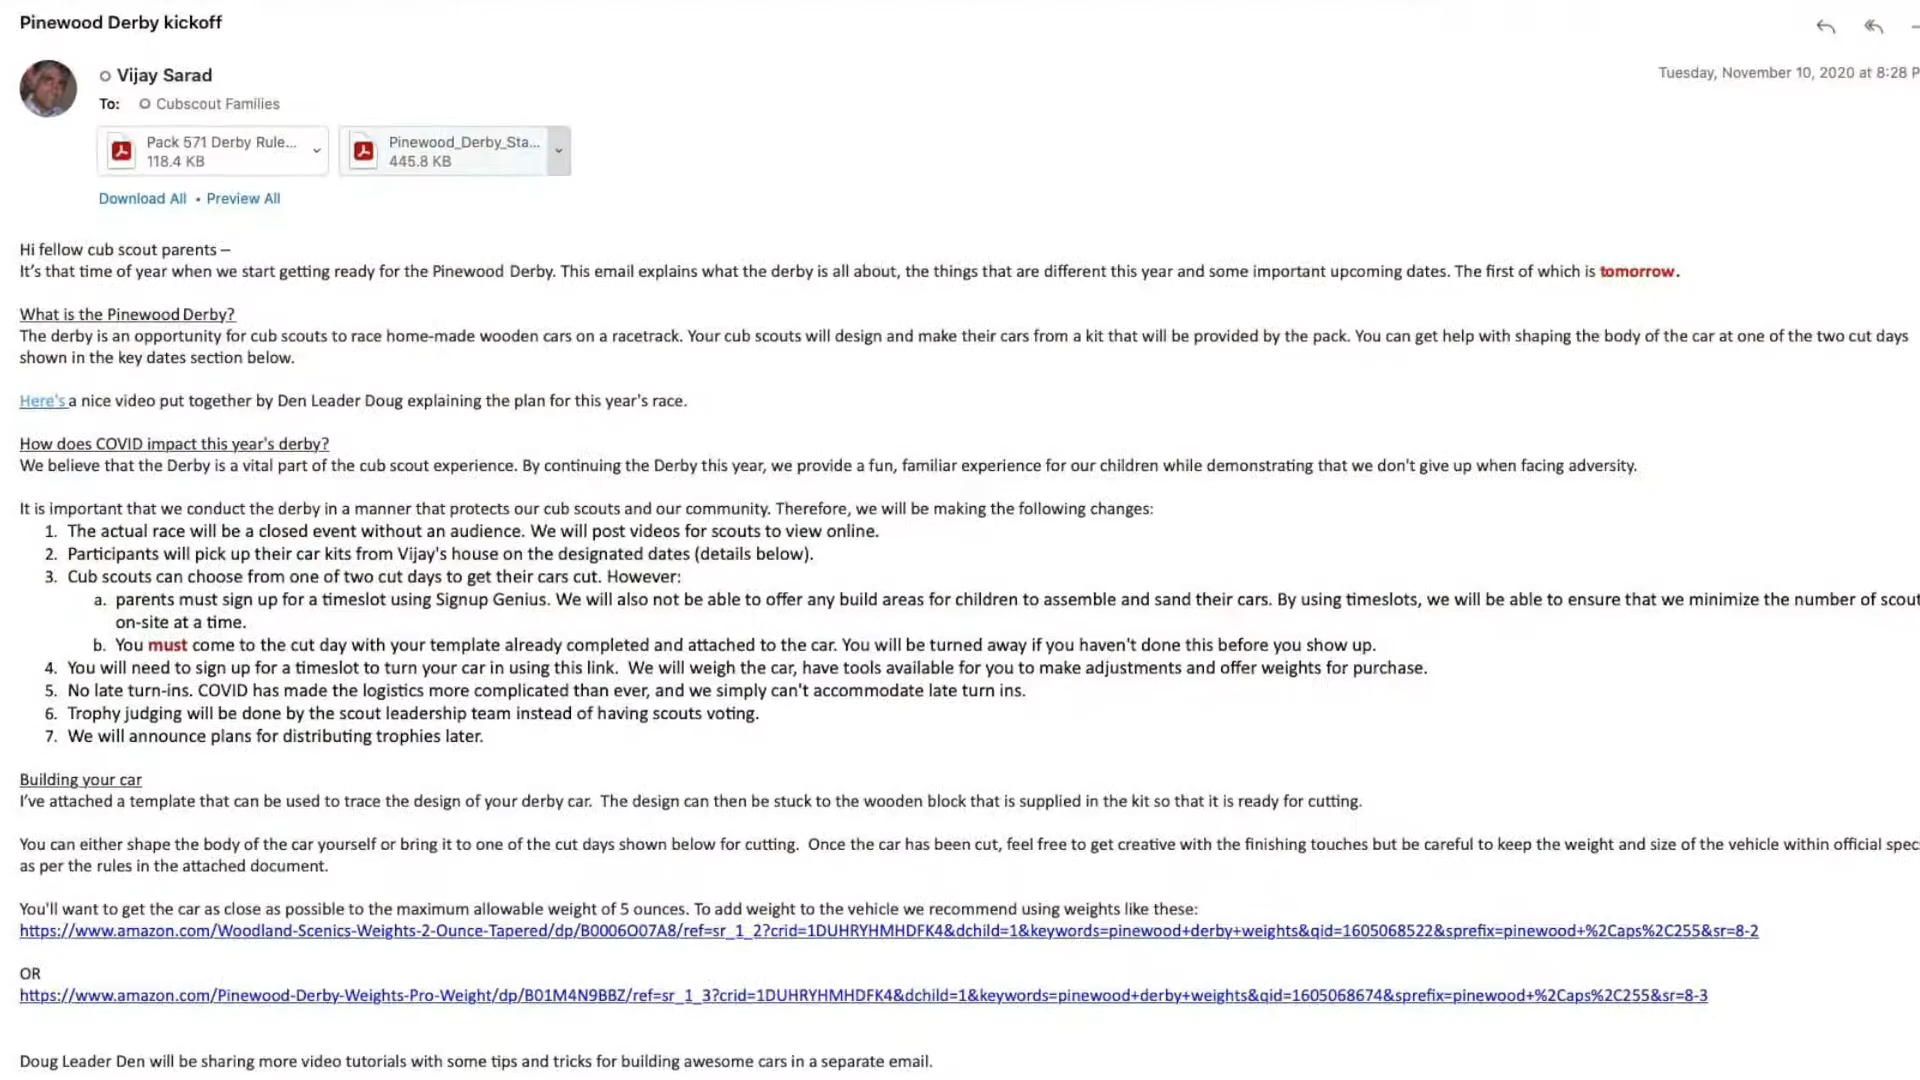 Pinewood Derby kickoff
Vijay Sarad
Tuesday, November 10, 2020 at 8:28 P
To: Cubscout Families
Pack 571 Derby Rule...
118.4 KB
Pinewood_Derby_Sta...
445.8 KB
Download All • Preview All
Hi fellow cub scout parents –
It's that time of year when we start getting ready for the Pinewood Derby. This email explains what the derby is all about, the things that are different this year and some important upcoming dates. The first of which is tomorrow.
What is the Pinewood Derby?
The derby is an opportunity for cub scouts to race home-made wooden cars on a racetrack. Your cub scouts will design and make their cars from a kit that will be provided by the pack. You can get help with shaping the body of the car at one of the two cut days
shown in the key dates section below.
Here's a nice video put together by Den Leader Doug explaining the plan for this year's race.
How does COVID impact this year's derby?
We believe that the Derby is a vital part of the cub scout experience. By continuing the Derby this year, we provide a fun, familiar experience for our children while demonstrating that we don't give up when facing adversity.
It is important that we conduct the derby in a manner that protects our cub scouts and our community. Therefore, we will be making the following changes:
1. The actual race will be a closed event without an audience. We will post videos for scouts to view online.
2. Participants will pick up their car kits from Vijay's house on the designated dates (details below).
3. Cub scouts can choose from one of two cut days to get their cars cut. However:
a. parents must sign up for a timeslot using Signup Genius. We will also not be able to offer any build areas for children to assemble and sand their cars. By using timeslots, we will be able to ensure that we minimize the number of scout
on-site at a time.
b. You must come to the cut day with your template already completed and attached to the car. You will be turned away if you haven't done this before you show up.
4. You will need to sign up for a timeslot to turn your car in using this link. We will weigh the car, have tools available for you to make adjustments and offer weights for purchase.
5. No late turn-ins. COVID has made the logistics more complicated than ever, and we simply can't accommodate late turn ins.
6. Trophy judging will be done by the scout leadership team instead of having scouts voting.
7. We will announce plans for distributing trophies later.
Building your car
I've attached a template that can be used to trace the design of your derby car. The design can then be stuck to the wooden block that is supplied in the kit so that it is ready for cutting.
You can either shape the body of the car yourself or bring it to one of the cut days shown below for cutting. Once the car has been cut, feel free to get creative with the finishing touches but be careful to keep the weight and size of the vehicle within official spec
as per the rules in the attached document.
You'll want to get the car as close as possible to the maximum allowable weight of 5 ounces. To add weight to the vehicle we recommend using weights like these:
https://www.amazon.com/Woodland-Scenics-Weights-2-Ounce-Tapered/dp/B0006O07A8/ref=sr_1_2?crid=1DUHRYHMHDFK4&dchild=1&keywords=pinewood+derby+weights&qid=1605068522&sprefix=pinewood+%2Caps%2C255&sr=8-2
OR
https://www.amazon.com/Pinewood-Derby-Weights-Pro-Weight/dp/B01M4N9BBZ/ref=sr_1_3?crid=1DUHRYHMHDFK4&dchild=1&keywords=pinewood+derby+weights&qid=1605068674&sprefix=pinewood+%2Caps%2C255&sr=8-3
Doug Leader Den will be sharing more video tutorials with some tips and tricks for building awesome cars in a separate email.